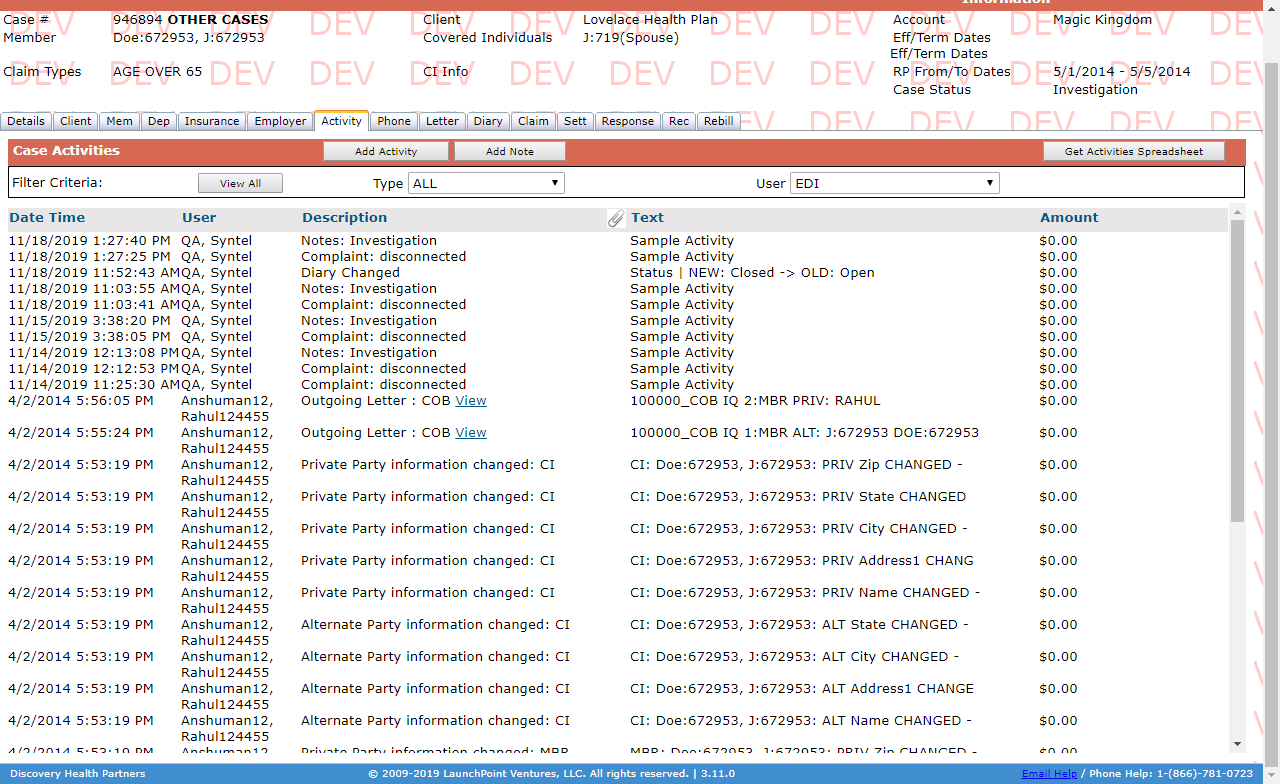 Information
Case # 946894 OTHER CASES Client Lovelace Health Plan Account Magic Kingdom
Member Doe:672953, J:672953 Covered Individuals J:719(Spouse) Eff/Term Dates
Eff/Term Dates
Claim Types AGE OVER 65 CI Info RP From/To Dates 5/1/2014 - 5/5/2014
Case Status Investigation
DEV DEV DEV DEV DEV DEV DEV DEV DEV DEV DEV DEV DEV
Details Client Mem Dep Insurance Employer Activity Phone Letter Diary Claim Sett Response Rec Rebill
Case Activities Add Activity Add Note Get Activities Spreadsheet
Filter Criteria: View All Type ALL User EDI
Date Time User Description Text Amount
11/18/2019 1:27:40 PM QA, Syntel Notes: Investigation Sample Activity $0.00
11/18/2019 1:27:25 PM QA, Syntel Complaint: disconnected Sample Activity $0.00
11/18/2019 11:52:43 AM QA, Syntel Diary Changed Status | NEW: Closed -> OLD: Open $0.00
11/18/2019 11:03:55 AM QA, Syntel Notes: Investigation Sample Activity $0.00
11/18/2019 11:03:41 AM QA, Syntel Complaint: disconnected Sample Activity $0.00
11/15/2019 3:38:20 PM QA, Syntel Notes: Investigation Sample Activity $0.00
11/15/2019 3:38:05 PM QA, Syntel Complaint: disconnected Sample Activity $0.00
11/14/2019 12:13:08 PM QA, Syntel Notes: Investigation Sample Activity $0.00
11/14/2019 12:12:53 PM QA, Syntel Complaint: disconnected Sample Activity $0.00
11/14/2019 11:25:30 AM QA, Syntel Complaint: disconnected Sample Activity $0.00
4/2/2014 5:56:05 PM Anshuman12, Outgoing Letter : COB View 100000_COB IQ 2:MBR PRIV: RAHUL $0.00
Rahul124455
4/2/2014 5:55:24 PM Anshuman12, Outgoing Letter : COB View 100000_COB IQ 1:MBR ALT: J:672953 DOE:672953 $0.00
Rahul124455
4/2/2014 5:53:19 PM Anshuman12, Private Party information changed: CI CI: Doe:672953, J:672953: PRIV Zip CHANGED - $0.00
Rahul124455
4/2/2014 5:53:19 PM Anshuman12, Private Party information changed: CI CI: Doe:672953, J:672953: PRIV State CHANGED $0.00
Rahul124455
4/2/2014 5:53:19 PM Anshuman12, Private Party information changed: CI CI: Doe:672953, J:672953: PRIV City CHANGED - $0.00
Rahul124455
4/2/2014 5:53:19 PM Anshuman12, Private Party information changed: CI CI: Doe:672953, J:672953: PRIV Address1 CHANG $0.00
Rahul124455
4/2/2014 5:53:19 PM Anshuman12, Private Party information changed: CI CI: Doe:672953, J:672953: PRIV Name CHANGED - $0.00
Rahul124455
4/2/2014 5:53:19 PM Anshuman12, Alternate Party information changed: CI CI: Doe:672953, J:672953: ALT State CHANGED - $0.00
Rahul124455
4/2/2014 5:53:19 PM Anshuman12, Alternate Party information changed: CI CI: Doe:672953, J:672953: ALT City CHANGED - $0.00
Rahul124455
4/2/2014 5:53:19 PM Anshuman12, Alternate Party information changed: CI CI: Doe:672953, J:672953: ALT Address1 CHANGE $0.00
Rahul124455
4/2/2014 5:53:19 PM Anshuman12, Alternate Party information changed: CI CI: Doe:672953, J:672953: ALT Name CHANGED - $0.00
Rahul124455
4/2/2014 5:53:19 PM Anshuman12, Private Party information changed: MBR MBR: Doe:672953, J:672953: PRIV Zip CHANGED - $0.00
Discovery Health Partners © 2009-2019 LaunchPoint Ventures, LLC. All rights reserved. | 3.11.0 Email Help / Phone Help: 1-(866)-781-0723